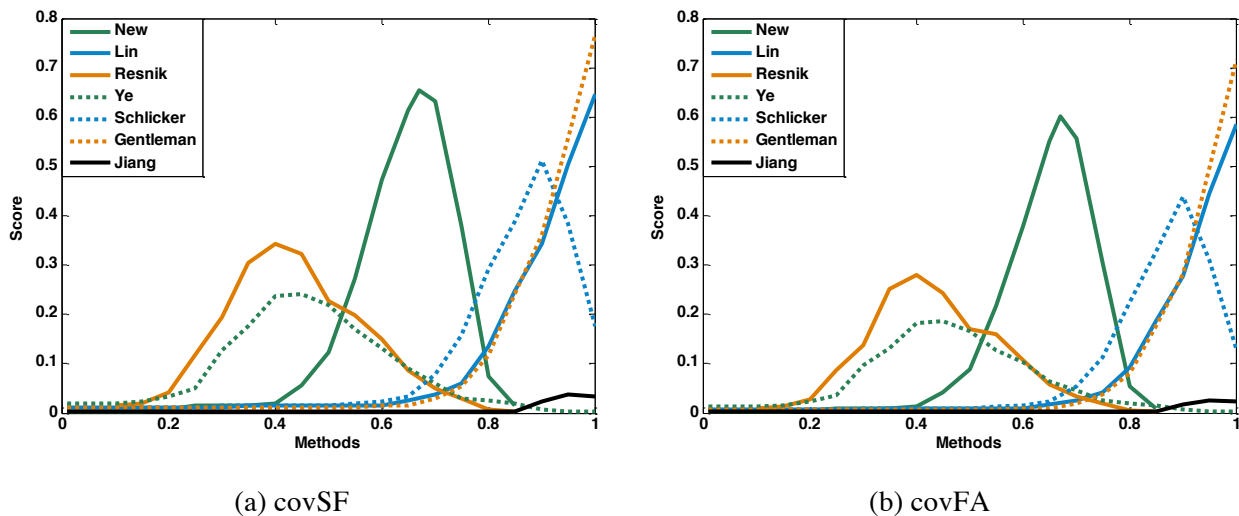 0.8
0.7
0.6
0.5
0.4
0.3
0.2
0.1
0
Score
New
Lin
Resnik
Ye
Schlicker
Gentleman
Jiang
0 0.2 0.4 0.6 0.8 1
Methods
(a) covSF
0.8
0.7
0.6
0.5
0.4
0.3
0.2
0.1
0
Score
New
Lin
Resnik
Ye
Schlicker
Gentleman
Jiang
0 0.2 0.4 0.6 0.8 1
Methods
(b) covFA